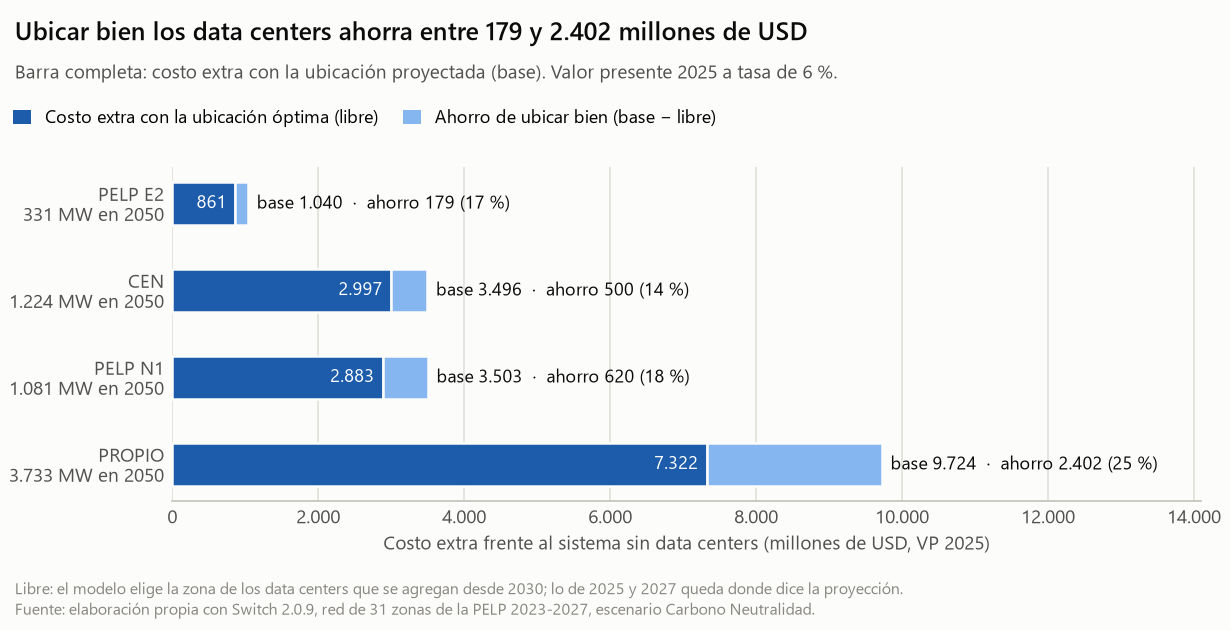 Ubicar bien los data centers ahorra entre 179 y 2.402 millones de USD
Barra completa: costo extra con la ubicación proyectada (base). Valor presente 2025 a tasa de 6 %.
Costo extra con la ubicación óptima (libre)
Ahorro de ubicar bien (base − libre)
PELP E2
331 MW en 2050
861
base 1.040 · ahorro 179 (17 %)
CEN
1.224 MW en 2050
2.997
base 3.496 · ahorro 500 (14 %)
PELP N1
1.081 MW en 2050
2.883
base 3.503 · ahorro 620 (18 %)
PROPIO
3.733 MW en 2050
7.322
base 9.724 · ahorro 2.402 (25 %)
0 2.000 4.000 6.000 8.000 10.000 12.000 14.000
Costo extra frente al sistema sin data centers (millones de USD, VP 2025)
Libre: el modelo elige la zona de los data centers que se agregan desde 2030; lo de 2025 y 2027 queda donde dice la proyección.
Fuente: elaboración propia con Switch 2.0.9, red de 31 zonas de la PELP 2023-2027, escenario Carbono Neutralidad.